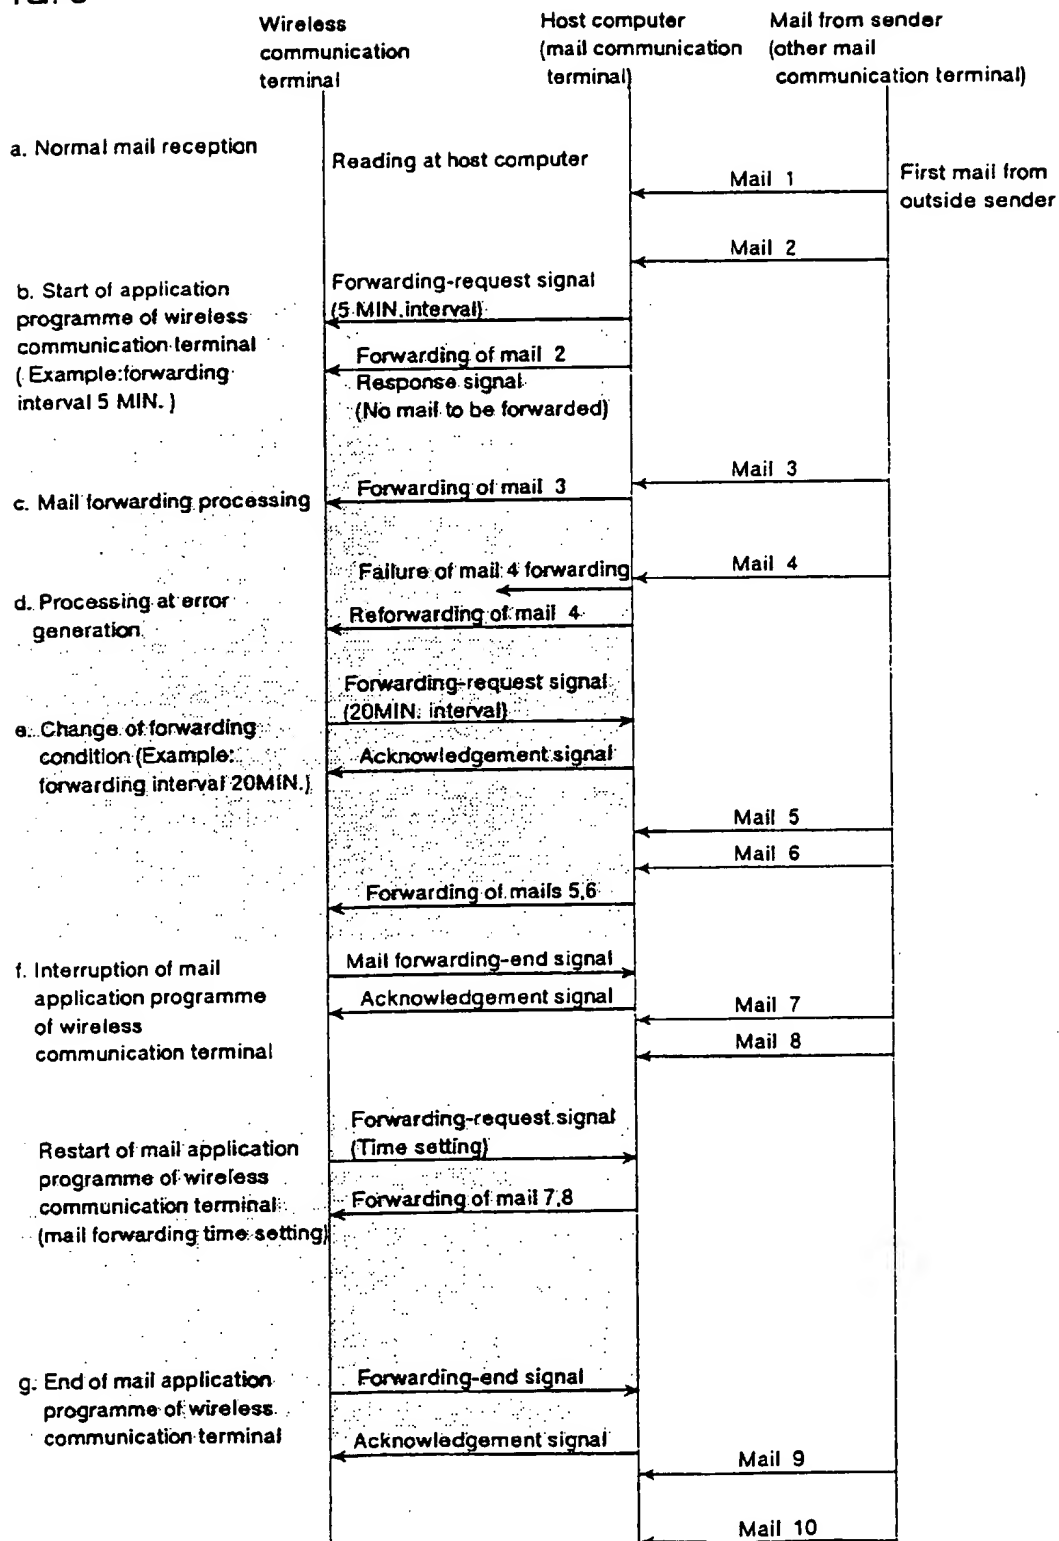 Wireless
communication
terminal
Host computer
(mail communication
terminal)
Mail from sender
(other mail
communication terminal)
a. Normal mail reception
Reading at host computer
Mail 1
First mail from
outside sender
Mail 2
b. Start of application
programme of wireless
communication terminal
( Example:forwarding
interval 5 MIN. )
Forwarding-request signal
(5 MIN.interval)
Forwarding of mail 2
Response signal
(No mail to be forwarded)
Mail 3
c. Mail forwarding processing
Forwarding of mail 3
Mail 4
Failure of mail 4 forwarding
d. Processing at error
generation
Reforwarding of mail 4
Forwarding-request signal
(20MIN. interval)
e. Change of forwarding
condition (Example:
forwarding interval 20MIN.)
Acknowledgement signal
Mail 5
Mail 6
Forwarding of mails 5,6
f. Interruption of mail
application programme
of wireless
communication terminal
Mail forwarding-end signal
Acknowledgement signal
Mail 7
Mail 8
Forwarding-request signal
(Time setting)
Restart of mail application
programme of wireless
communication terminal
(mail forwarding time setting)
Forwarding of mail 7,8
g. End of mail application
programme of wireless
communication terminal
Forwarding-end signal
Acknowledgement signal
Mail 9
Mail 10